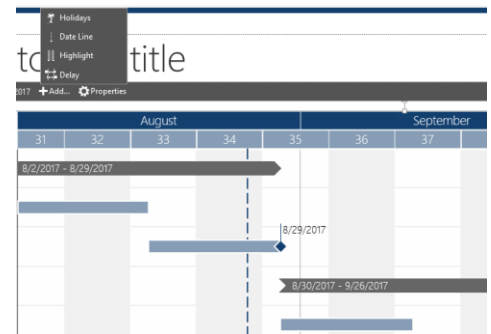 Holidays
Date Line
Highlight
Delay
title
2017 Add... Properties
August September
31 32 33 34 35 36 37
8/2/2017 - 8/29/2017
8/29/2017
8/30/2017 - 9/26/2017